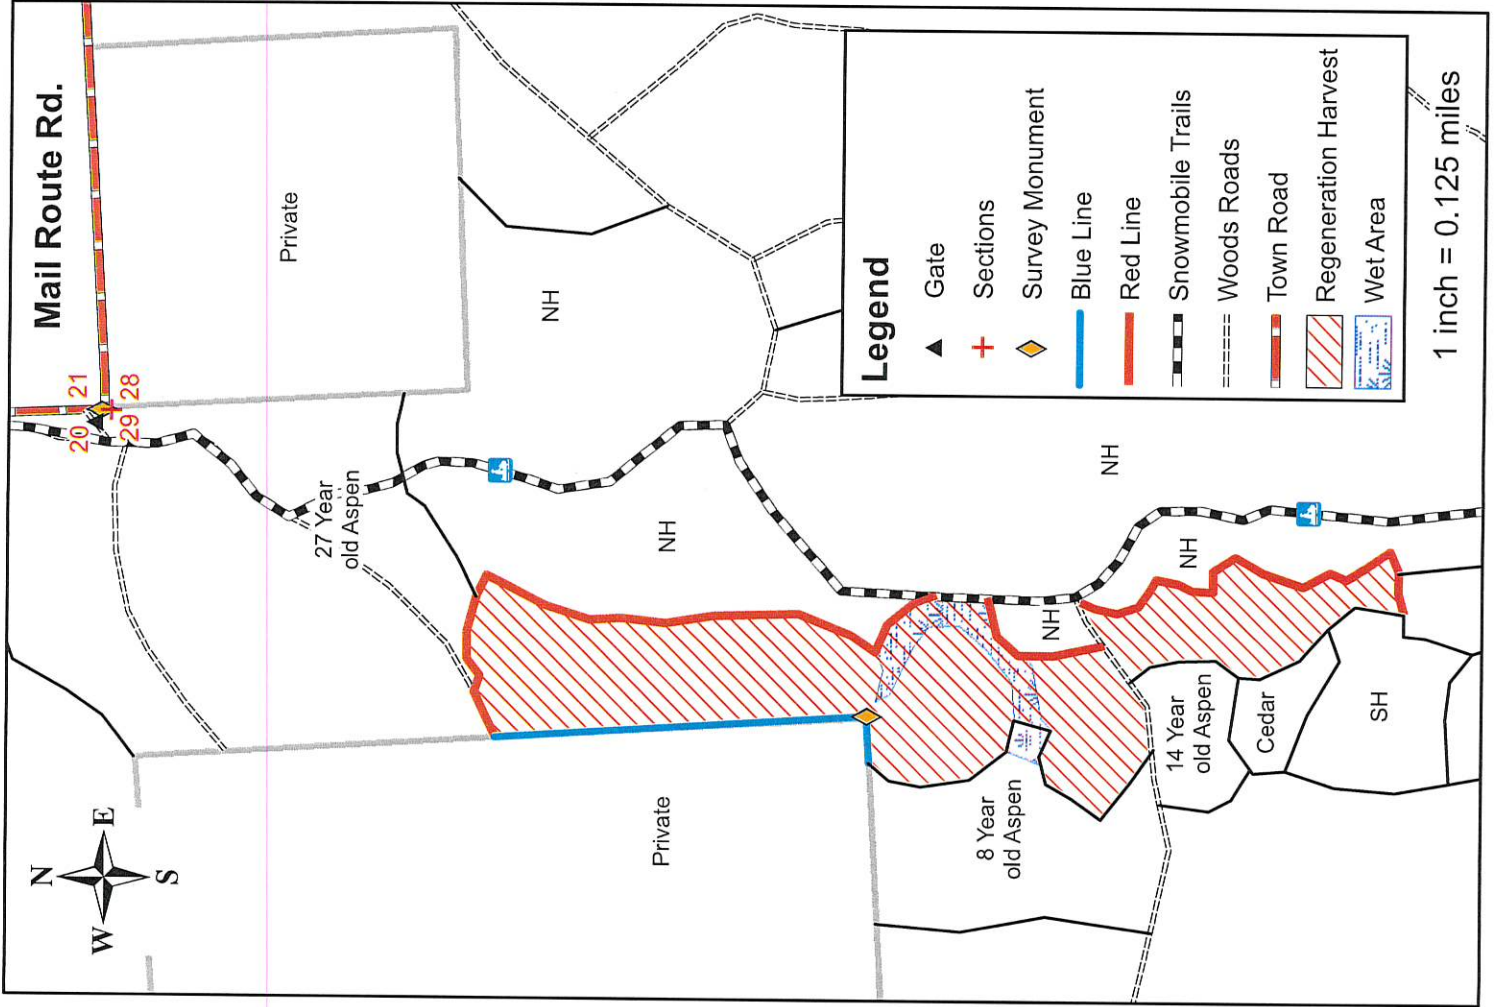 Mail Route Rd.
N
W
E
S
20
21
29
28
Private
27 Year
old Aspen
NH
NH
Private
NH
NH
NH
8 Year
old Aspen
14 Year
old Aspen
Cedar
SH
Legend
Gate
Sections
Survey Monument
Blue Line
Red Line
Snowmobile Trails
Woods Roads
Town Road
Regeneration Harvest
Wet Area
1 inch = 0.125 miles